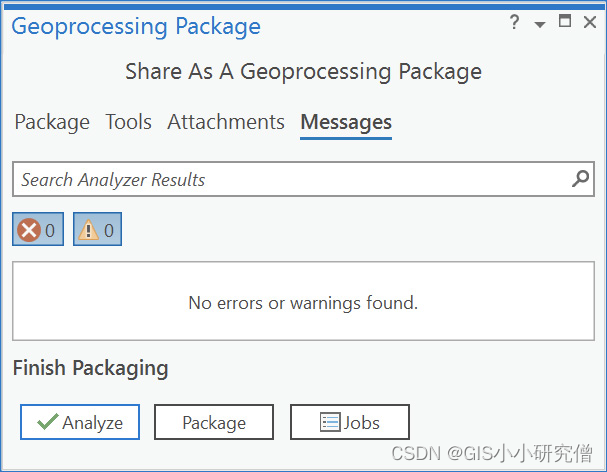 Geoprocessing Package
?
Share As A Geoprocessing Package
Package Tools Attachments Messages
Search Analyzer Results
0 0
No errors or warnings found.
Finish Packaging
Analyze Package Jobs
CSDN @GIS小小研究僧